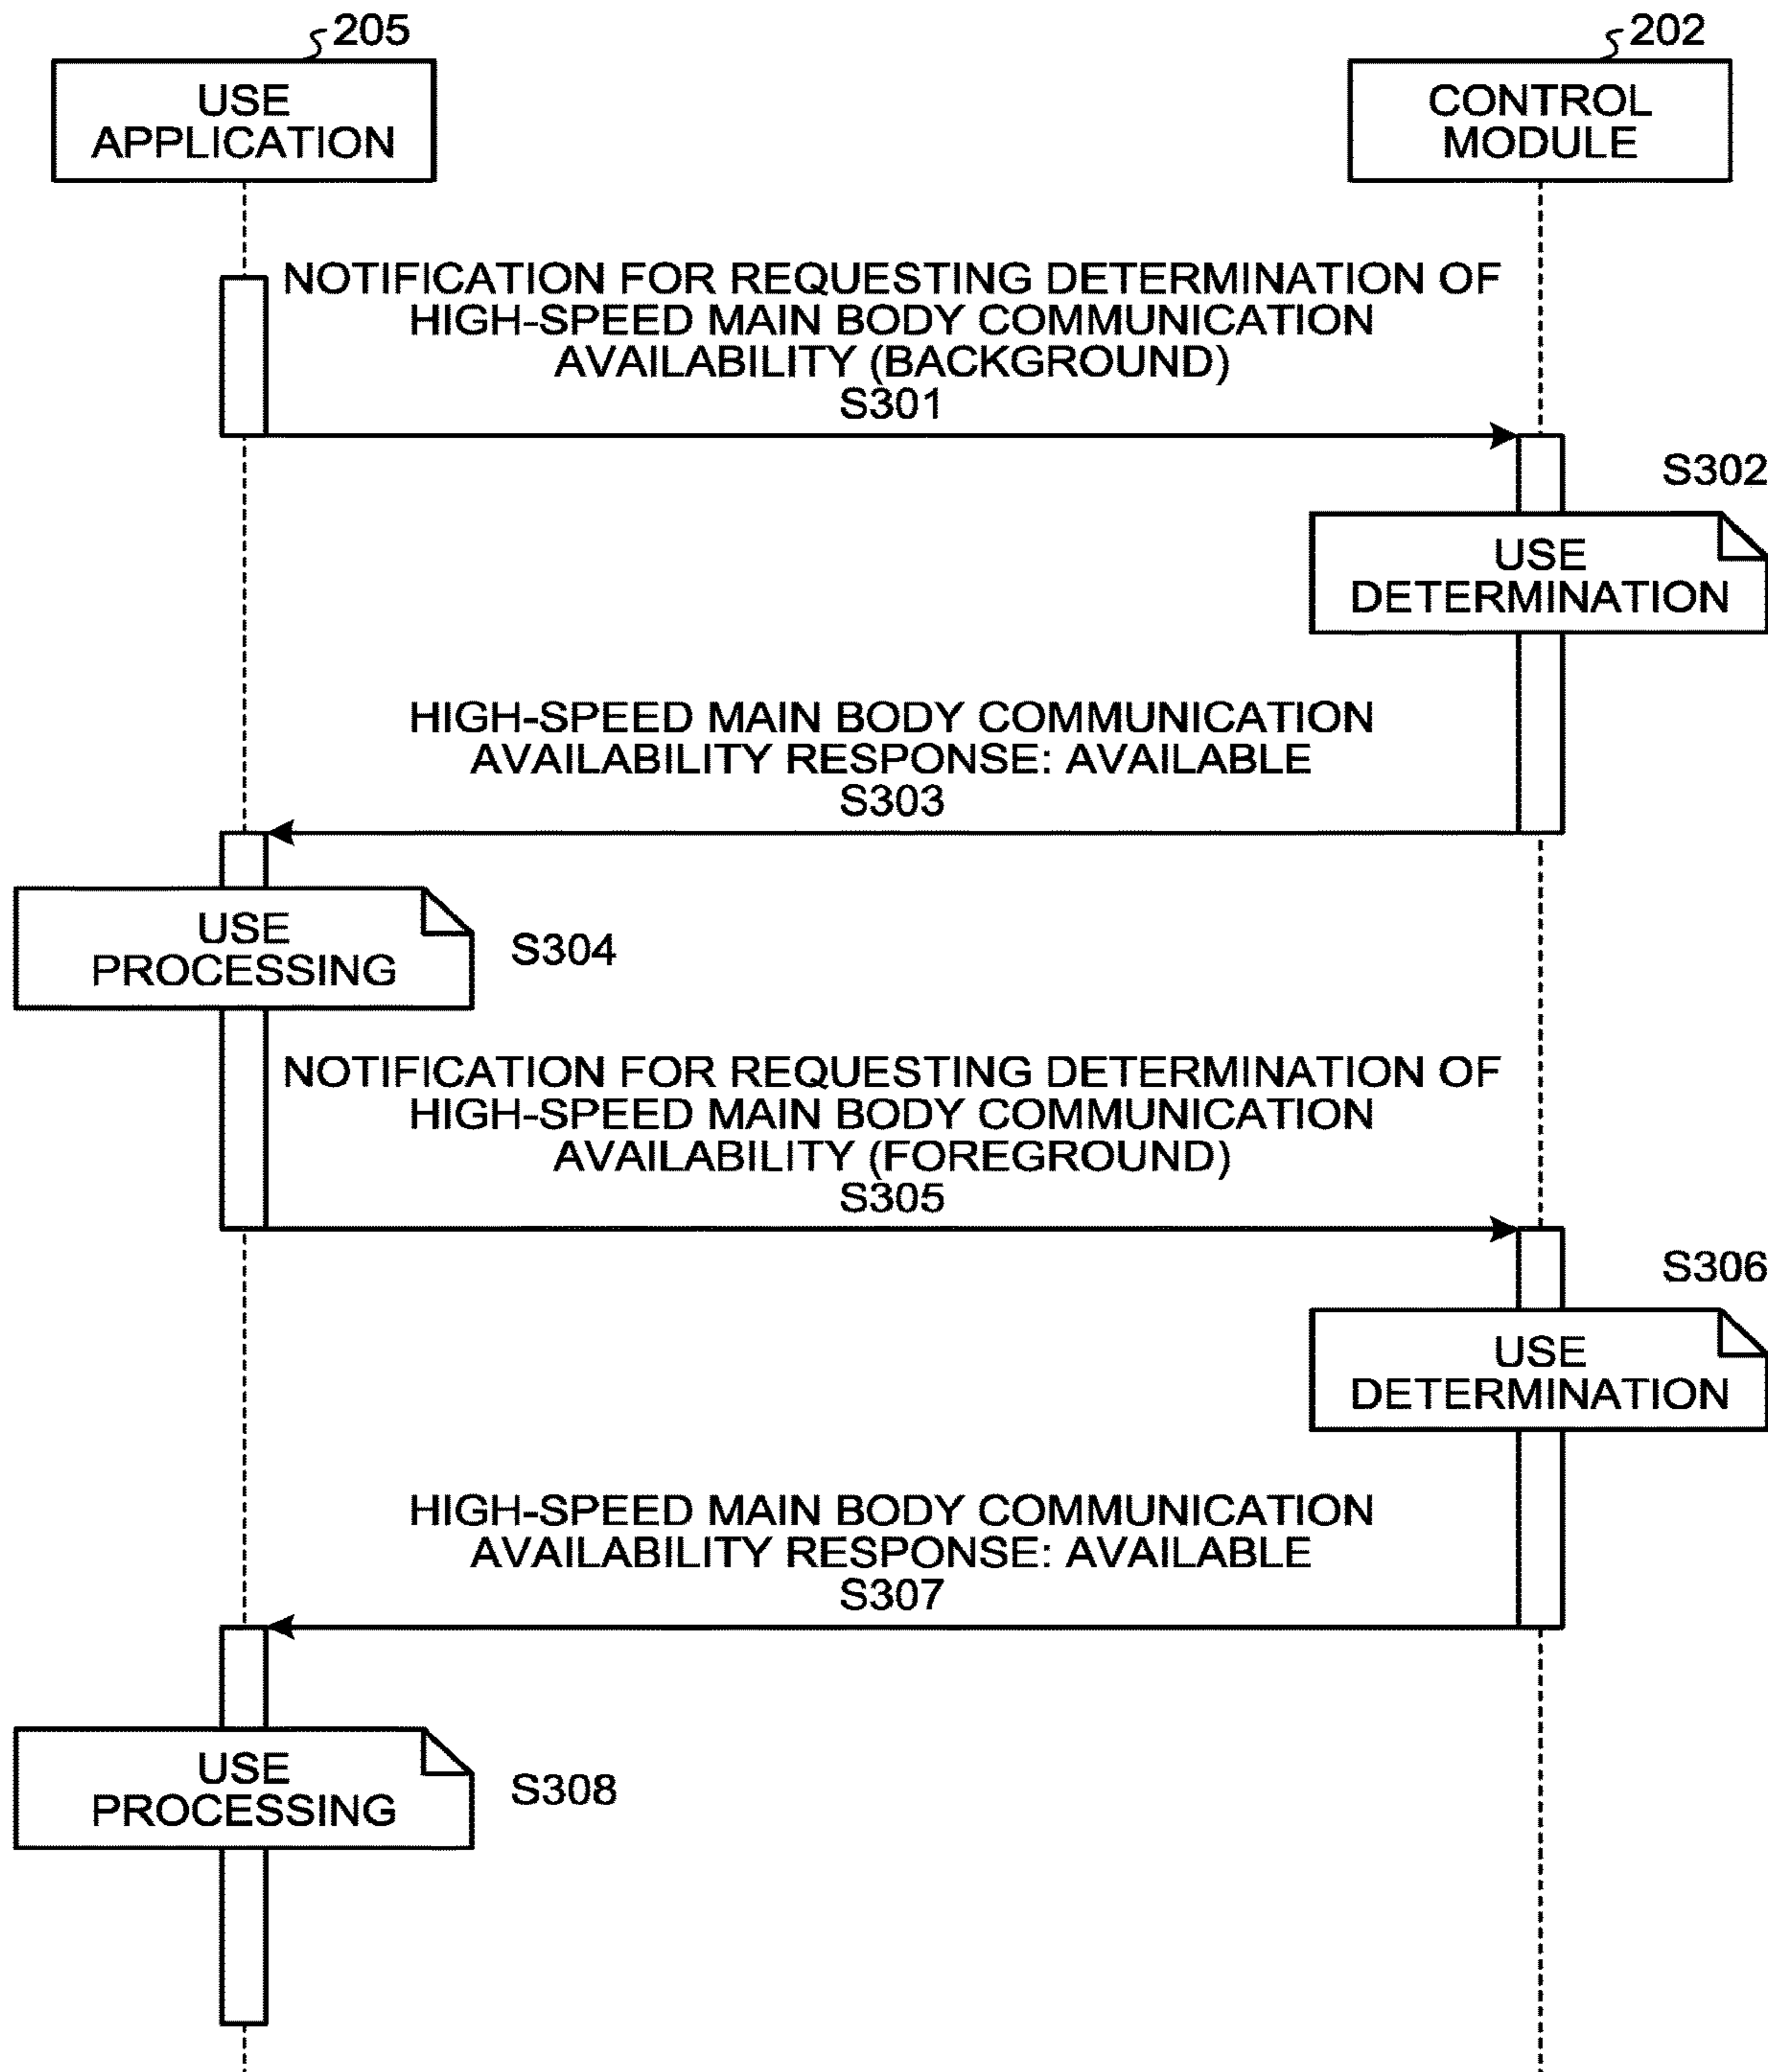 205
USE
APPLICATION
202
CONTROL
MODULE
NOTIFICATION FOR REQUESTING DETERMINATION OF
HIGH-SPEED MAIN BODY COMMUNICATION
AVAILABILITY (BACKGROUND)
S301
S302
USE
DETERMINATION
HIGH-SPEED MAIN BODY COMMUNICATION
AVAILABILITY RESPONSE: AVAILABLE
S303
USE
PROCESSING
S304
NOTIFICATION FOR REQUESTING DETERMINATION OF
HIGH-SPEED MAIN BODY COMMUNICATION
AVAILABILITY (FOREGROUND)
S305
S306
USE
DETERMINATION
HIGH-SPEED MAIN BODY COMMUNICATION
AVAILABILITY RESPONSE: AVAILABLE
S307
USE
PROCESSING
S308